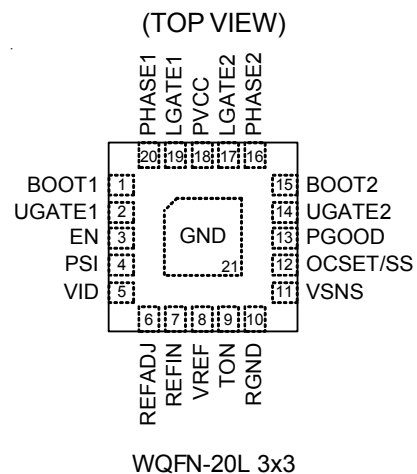 (TOP VIEW)
PHASE1
LGATE1
PVCC
LGATE2
PHASE2
20 19 18 17 16
BOOT1 1 15 BOOT2
UGATE1 2 14 UGATE2
EN 3 GND 13 PGOOD
PSI 4 21 12 OCSET/SS
VID 5 11 VSNS
6 7 8 9 10
REFADJ
REFIN
VREF
TON
RGND
WQFN-20L 3x3